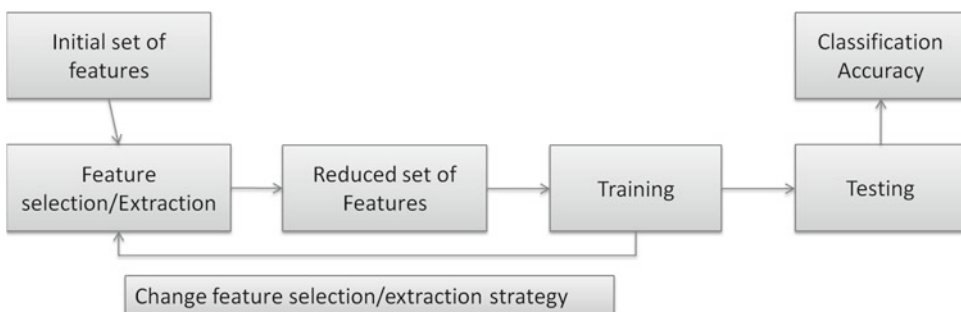 Initial set of
features
Classification
Accuracy
Feature
selection/Extraction
Reduced set of
Features
Training
Testing
Change feature selection/extraction strategy